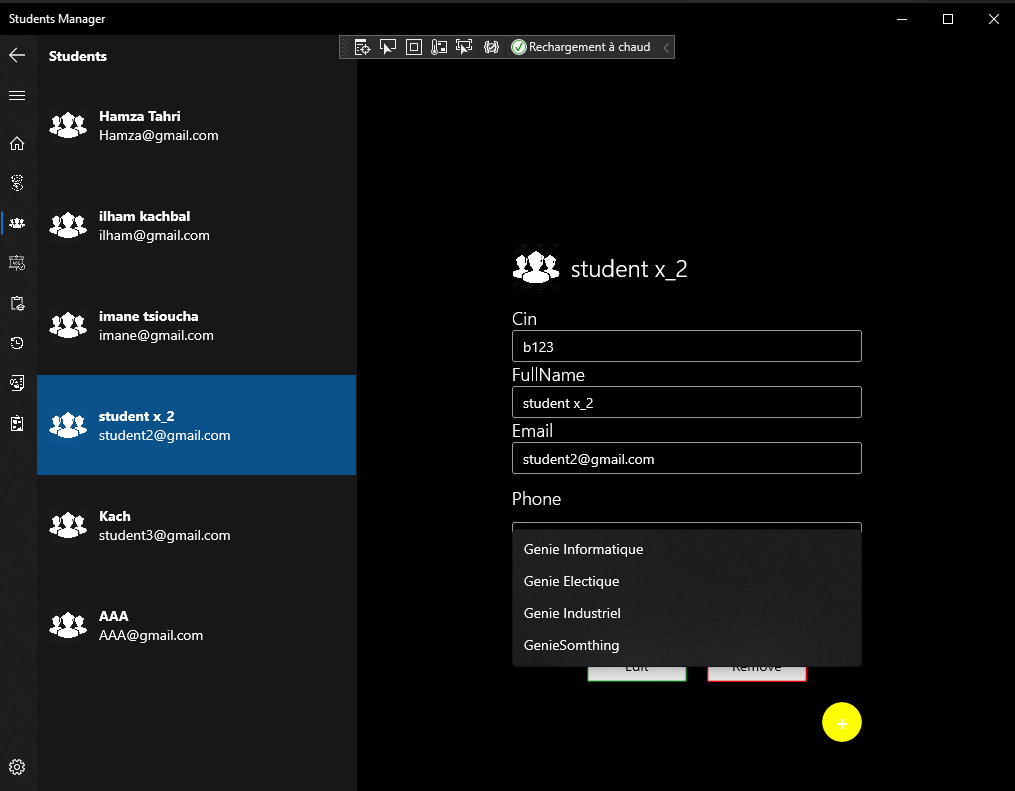 Students Manager
Rechargement à chaud
Students
Hamza Tahri
Hamza@gmail.com
ilham kachbal
ilham@gmail.com
imane tsioucha
imane@gmail.com
student x_2
student2@gmail.com
Kach
student3@gmail.com
AAA
AAA@gmail.com
student x_2
Cin
b123
FullName
student x_2
Email
student2@gmail.com
Phone
Genie Informatique
Genie Electique
Genie Industriel
GenieSomthing
Edit
Remove
+